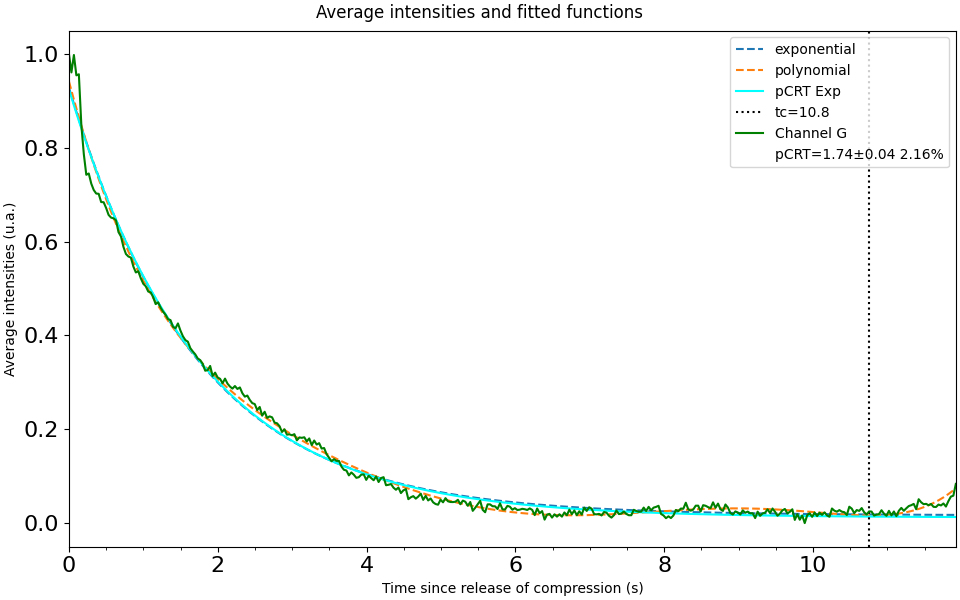 Average intensities and fitted functions
Average intensities (u.a.)
1.0
0.8
0.6
0.4
0.2
0.0
exponential
polynomial
pCRT Exp
tc=10.8
Channel G
pCRT=1.74±0.04 2.16%
0 2 4 6 8 10
Time since release of compression (s)